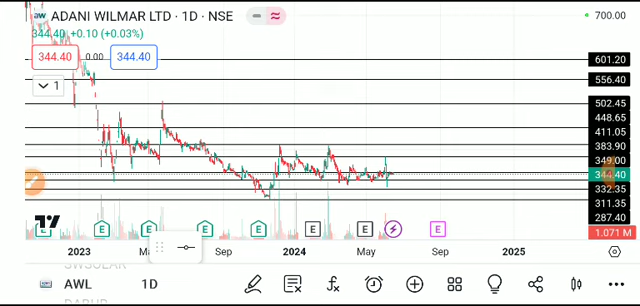 ADANI WILMAR LTD · 1D · NSE
344.40 +0.10 (+0.03%)
344.40 0.00 344.40
1
700.00
601.20
556.40
502.45
448.65
411.05
383.90
349.00
344.40
332.35
311.35
287.40
1.071 M
E E E E E E E E
2023 Ma Sep 2024 May Sep 2025
SWSOLAR
AWL 1D